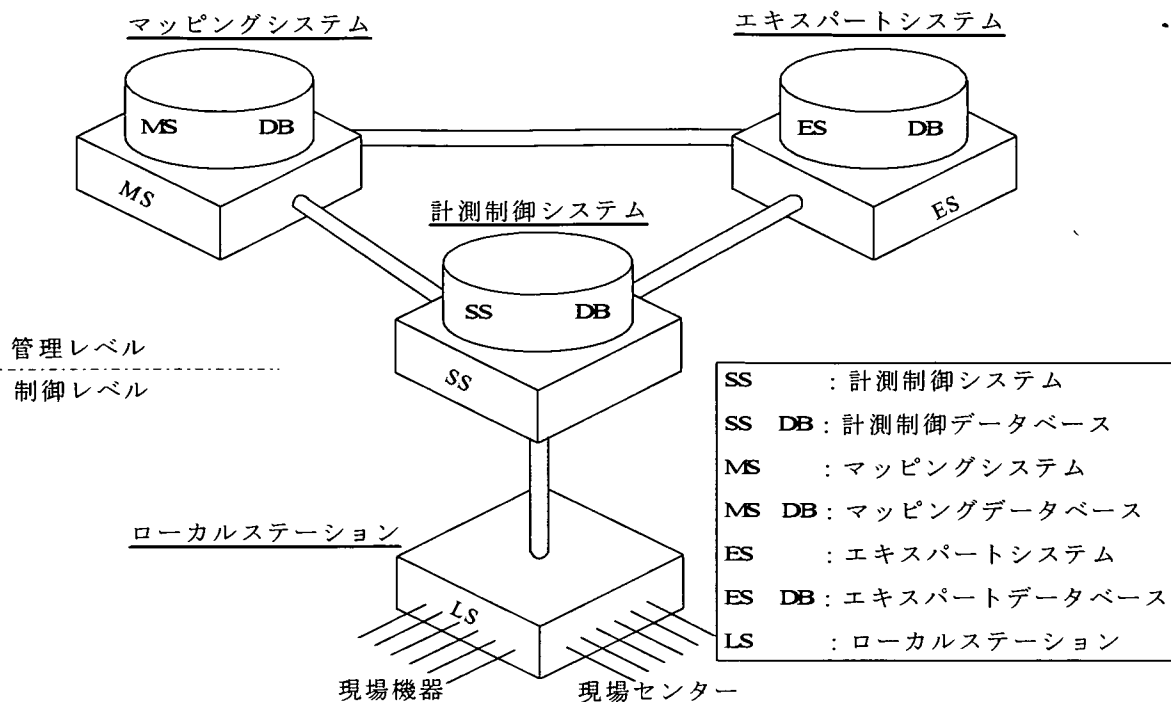 マッピングシステム
エキスパートシステム
MS DB
ES DB
MS
ES
計測制御システム
SS DB
SS
管理レベル
制御レベル
SS :計測制御システム
SS DB:計測制御データベース
MS :マッピングシステム
MS DB:マッピングデータベース
ES :エキスパートシステム
ES DB:エキスパートデータベース
LS :ローカルステーション
ローカルステーション
LS
現場機器
現場センター